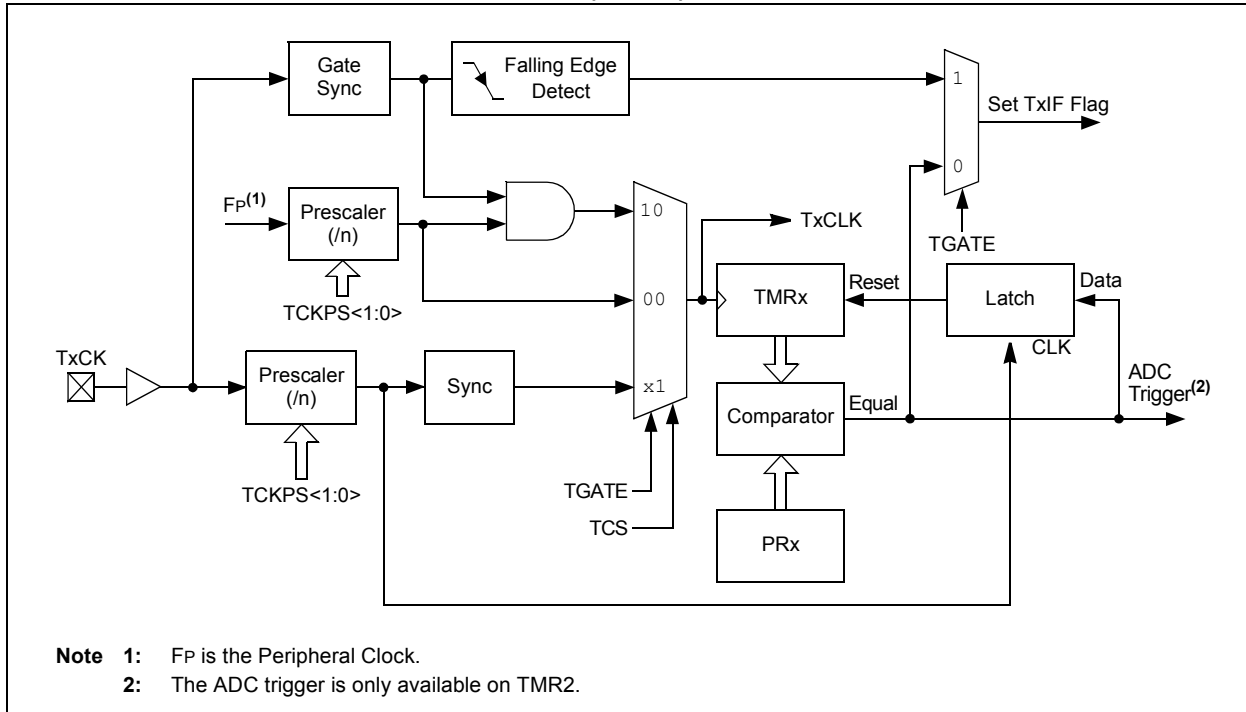 Gate
Sync
Falling Edge
Detect
1
Set TxIF Flag
0
FP(1)
Prescaler
(/n)
10
TxCLK
TGATE
TCKPS<1:0>
00
TMRx
Reset
Latch
Data
CLK
TxCK
Prescaler
(/n)
Sync
x1
Comparator
Equal
ADC
Trigger(2)
TCKPS<1:0>
TGATE
TCS
PRx
Note 1: FP is the Peripheral Clock.
2: The ADC trigger is only available on TMR2.